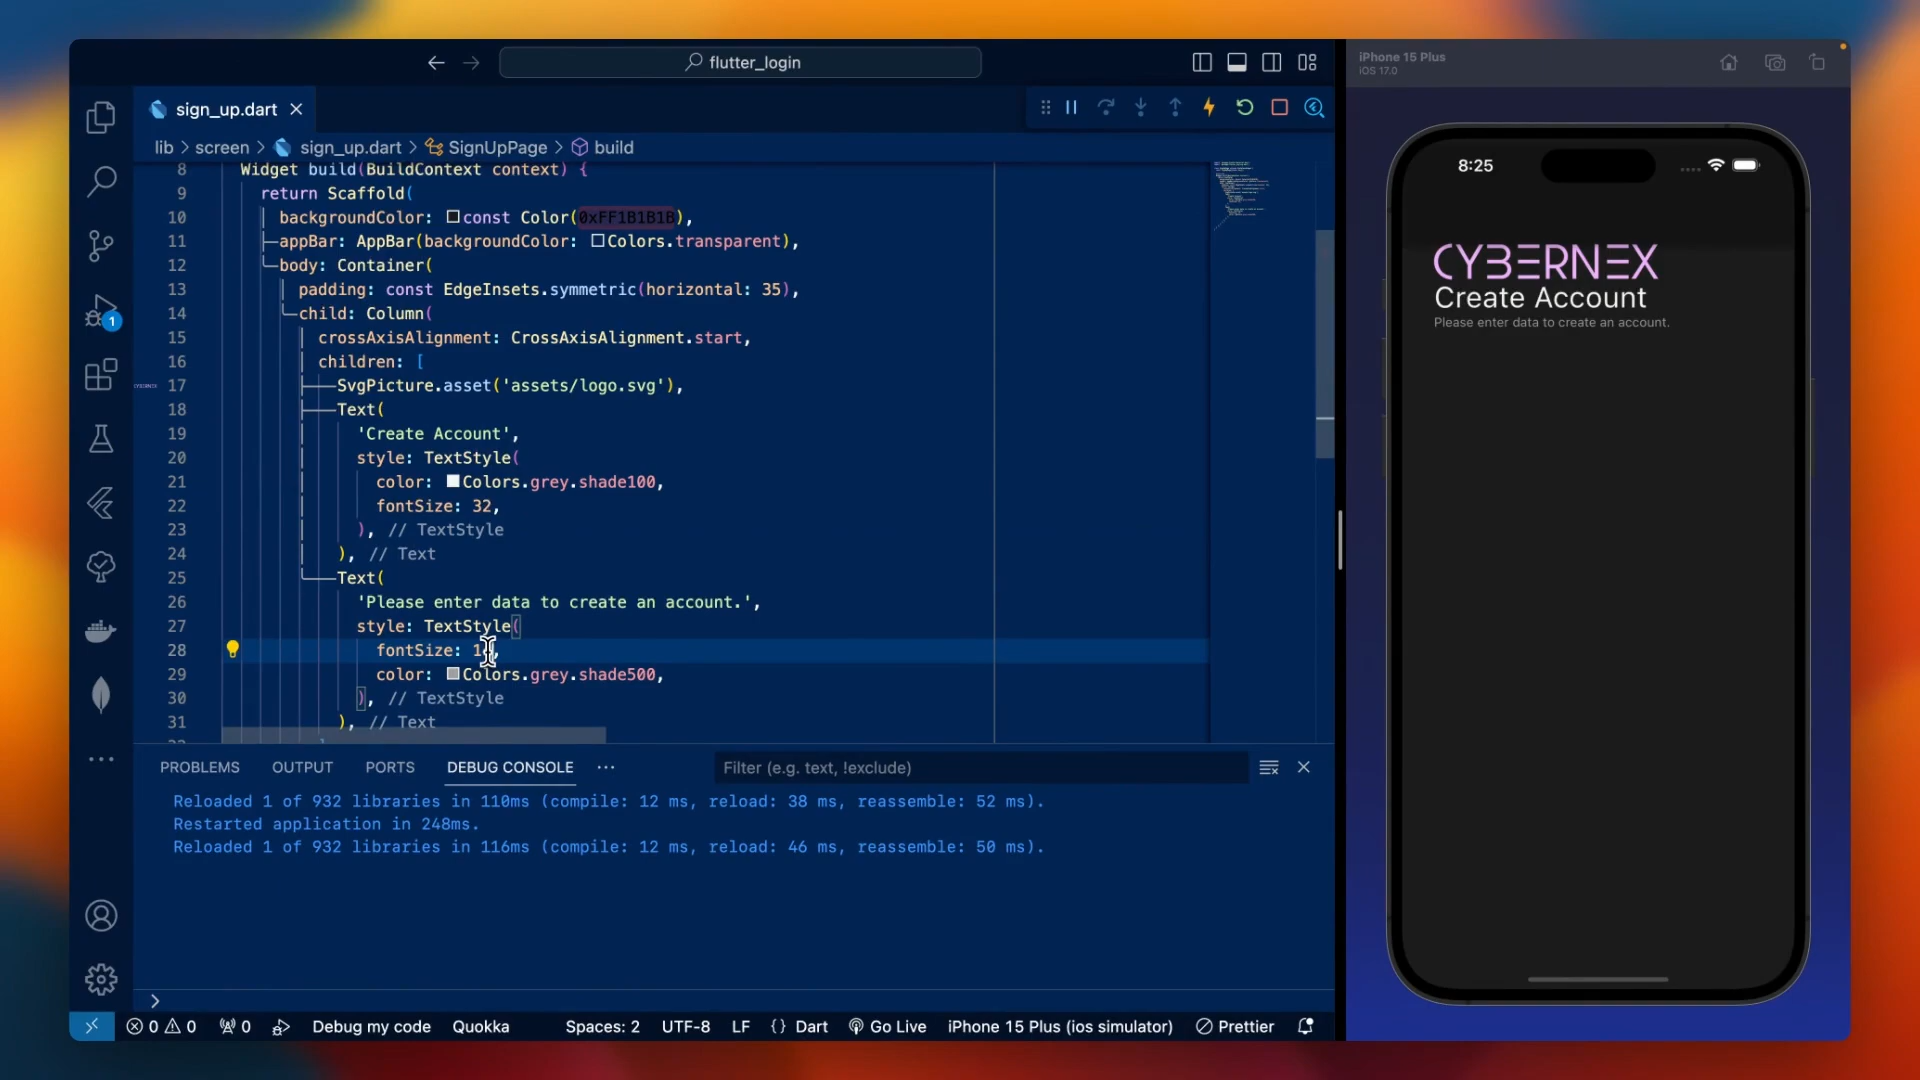 flutter_login
sign_up.dart
lib > screen > sign_up.dart > SignUpPage > build
8 Widget build(BuildContext context) {
9 return Scaffold(
10 backgroundColor: const Color(0xFF1B1B1B),
11 appBar: AppBar(backgroundColor: Colors.transparent),
12 body: Container(
13 padding: const EdgeInsets.symmetric(horizontal: 35),
14 child: Column(
15 crossAxisAlignment: CrossAxisAlignment.start,
16 children: [
17 SvgPicture.asset('assets/logo.svg'),
18 Text(
19 'Create Account',
20 style: TextStyle(
21 color: Colors.grey.shade100,
22 fontSize: 32,
23 ), // TextStyle
24 ), // Text
25 Text(
26 'Please enter data to create an account.',
27 style: TextStyle(
28 fontSize:
29 color: Colors.grey.shade500,
30 ), // TextStyle
31 ), // Text
1
PROBLEMS OUTPUT PORTS DEBUG CONSOLE ... Filter (e.g. text, !exclude)
Reloaded 1 of 932 libraries in 110ms (compile: 12 ms, reload: 38 ms, reassemble: 52 ms).
Restarted application in 248ms.
Reloaded 1 of 932 libraries in 116ms (compile: 12 ms, reload: 46 ms, reassemble: 50 ms).
>
0 0 0 Debug my code Quokka Spaces: 2 UTF-8 LF {} Dart Go Live iPhone 15 Plus (ios simulator) Prettier
iPhone 15 Plus
iOS 17.0
8:25
CYBERNEX
Create Account
Please enter data to create an account.